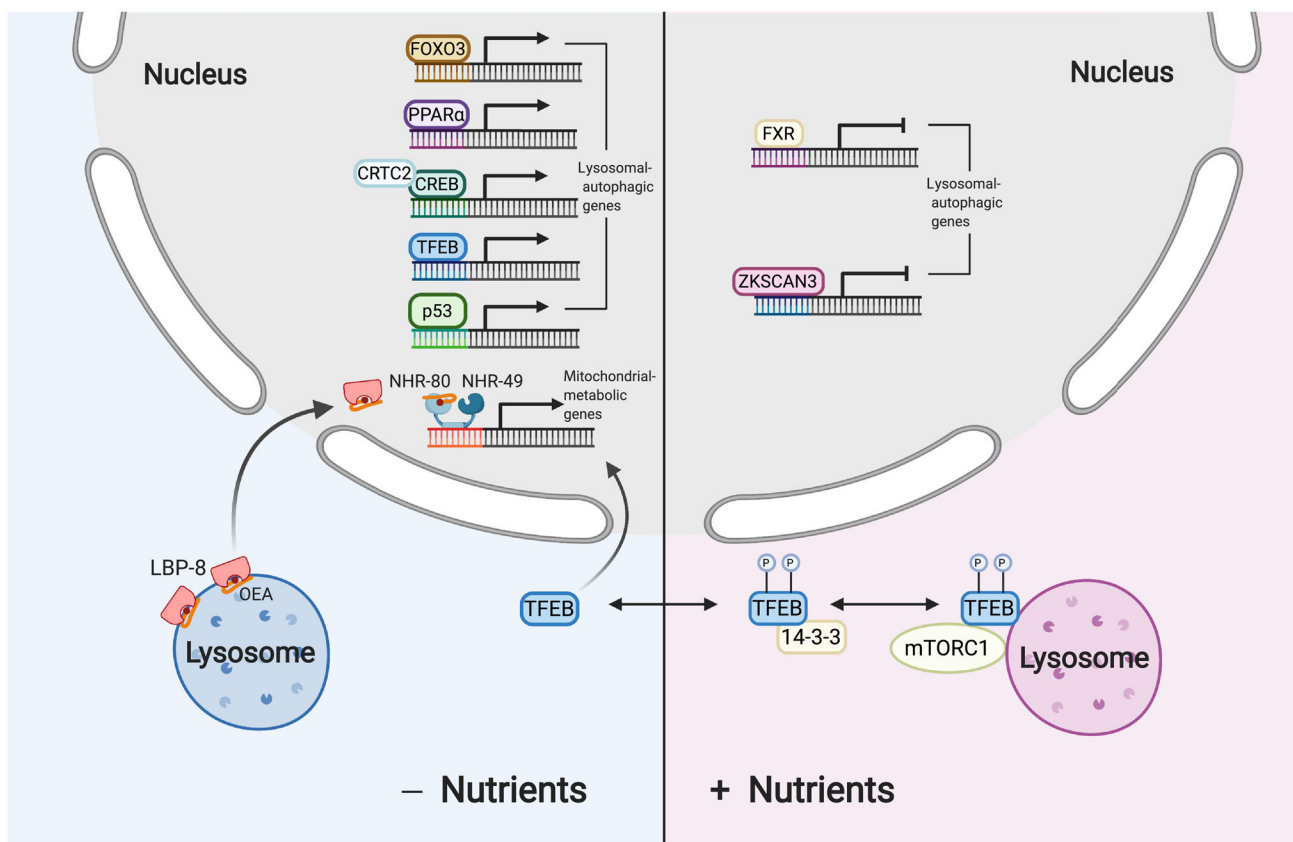 Nucleus
FOXO3
PPARα
CRTC2
CREB
TFEB
p53
Lysosomal-
autophagic
genes
NHR-80
NHR-49
Mitochondrial-
metabolic
genes
LBP-8
OEA
Lysosome
TFEB
– Nutrients
Nucleus
FXR
ZKSCAN3
Lysosomal-
autophagic
genes
P P
TFEB
14-3-3
P P
TFEB
mTORC1
Lysosome
+ Nutrients